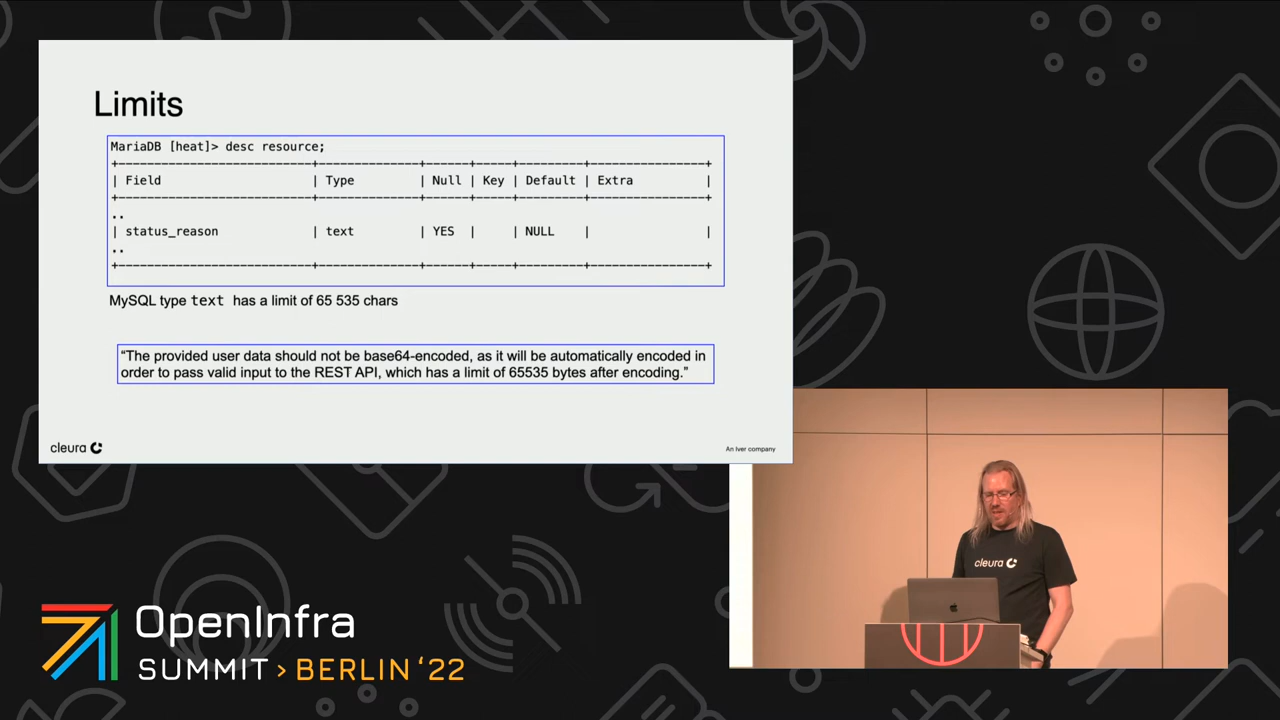 Limits
MariaDB [heat]> desc resource;
+---------------------------+--------------+------+-----+---------+----------------+
| Field | Type | Null | Key | Default | Extra |
+---------------------------+--------------+------+-----+---------+----------------+
..
| status_reason | text | YES | | NULL | |
..
+---------------------------+--------------+------+-----+---------+----------------+
MySQL type text has a limit of 65 535 chars
“The provided user data should not be base64-encoded, as it will be automatically encoded in
order to pass valid input to the REST API, which has a limit of 65535 bytes after encoding.”
cleura
An Iver company
cleura
OpenInfra
SUMMIT › BERLIN ‘22